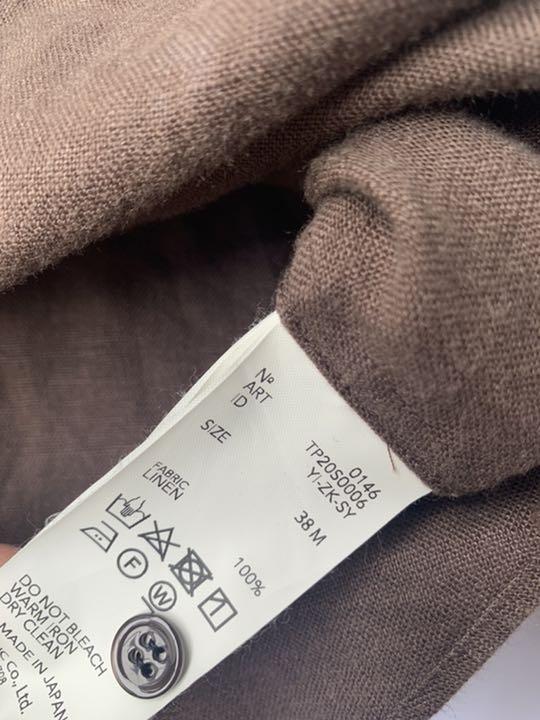 Nº 0146
ART TP20S0006
ID YI-ZK-SY
SIZE 38 M
FABRIC
LINEN 100%
F W
DO NOT BLEACH
WARM IRON
DRY CLEAN
MADE IN JAPAN
Co., Ltd.